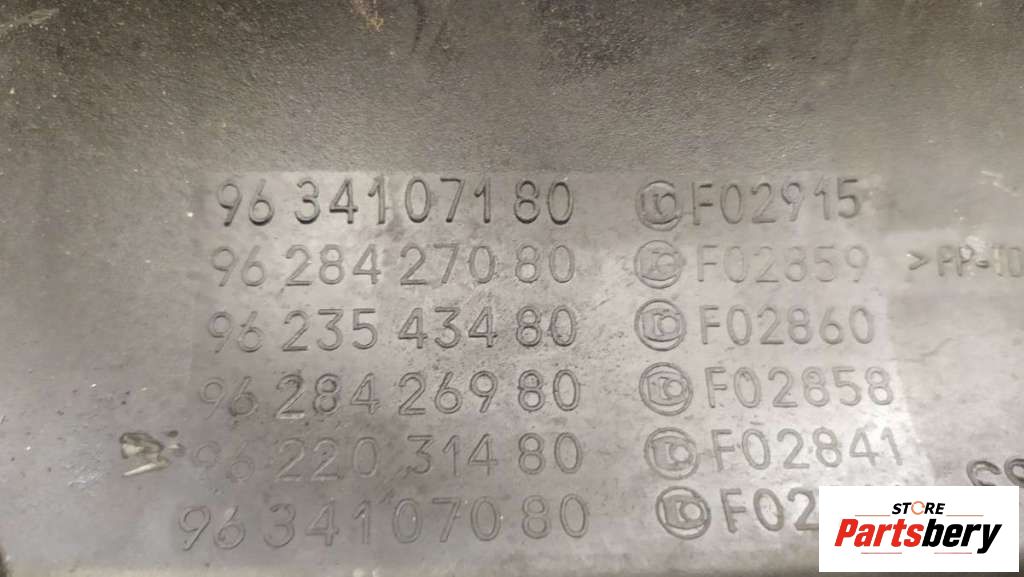 96 341 071 80 F02915
96 284 270 80 F02859 >PP-
96 235 434 80 F02860
96 284 269 80 F02858
96 220 314 80 F02841
96 341 070 80 F02
STORE
Partsbery